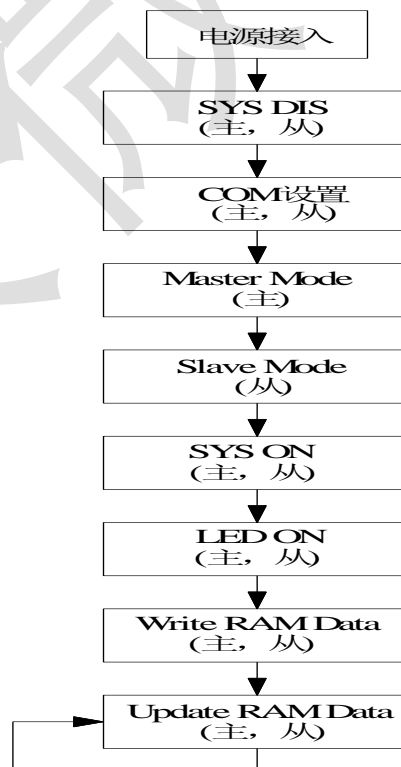 电源接入
SYS DIS
(主，从)
COM设置
(主，从)
Master Mode
(主)
Slave Mode
(从)
SYS ON
(主，从)
LED ON
(主，从)
Write RAM Data
(主，从)
Update RAM Data
(主，从)